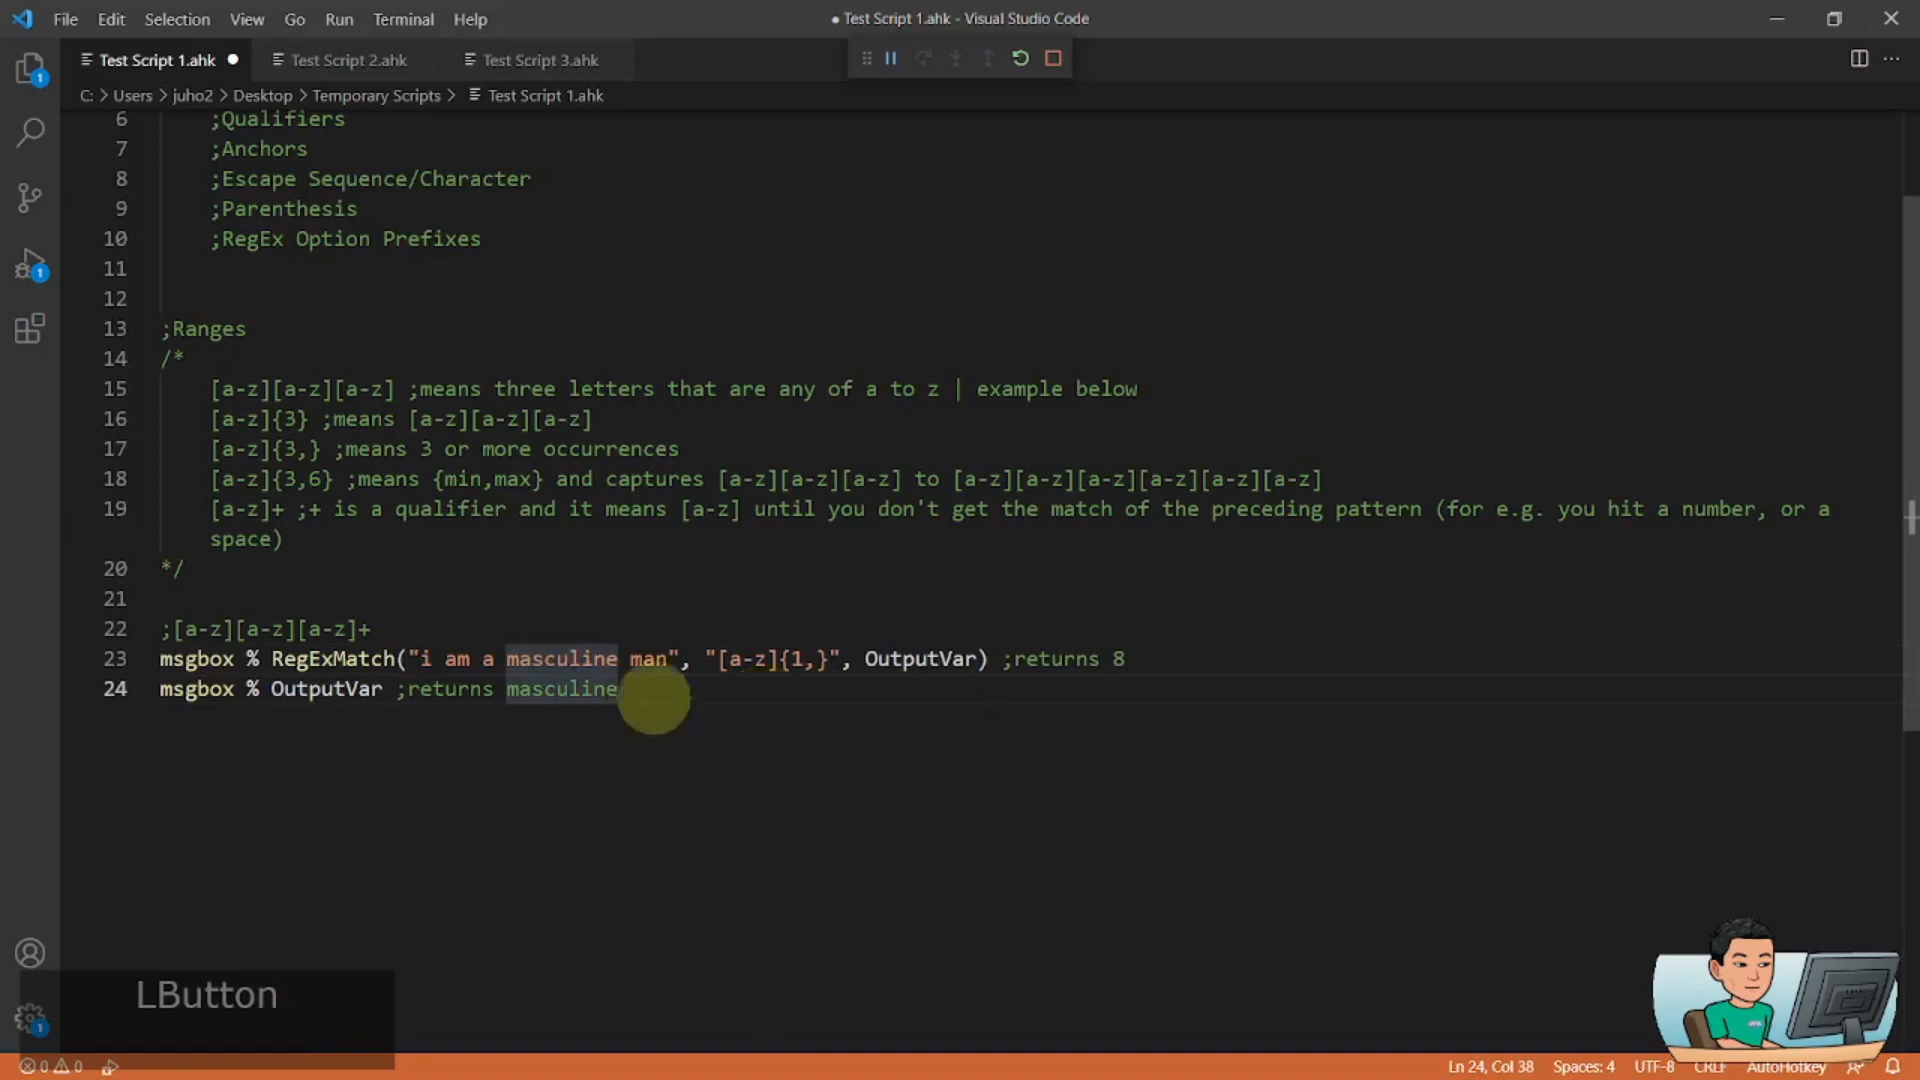 File Edit Selection View Go Run Terminal Help
● Test Script 1.ahk - Visual Studio Code
Test Script 1.ahk ● Test Script 2.ahk Test Script 3.ahk
C: > Users > juho2 > Desktop > Temporary Scripts > Test Script 1.ahk
6 ;Qualifiers
7 ;Anchors
8 ;Escape Sequence/Character
9 ;Parenthesis
10 ;RegEx Option Prefixes
11
12
13 ;Ranges
14 /*
15 [a-z][a-z][a-z] ;means three letters that are any of a to z | example below
16 [a-z]{3} ;means [a-z][a-z][a-z]
17 [a-z]{3,} ;means 3 or more occurrences
18 [a-z]{3,6} ;means {min,max} and captures [a-z][a-z][a-z] to [a-z][a-z][a-z][a-z][a-z][a-z]
19 [a-z]+ ;+ is a qualifier and it means [a-z] until you don't get the match of the preceding pattern (for e.g. you hit a number, or a
space)
20 */
21
22 ;[a-z][a-z][a-z]+
23 msgbox % RegExMatch("i am a masculine man", "[a-z]{1,}", OutputVar) ;returns 8
24 msgbox % OutputVar ;returns masculine
1
1
1
LButton
0 0 Ln 24, Col 38 Spaces: 4 UTF-8 CRLF AutoHotkey